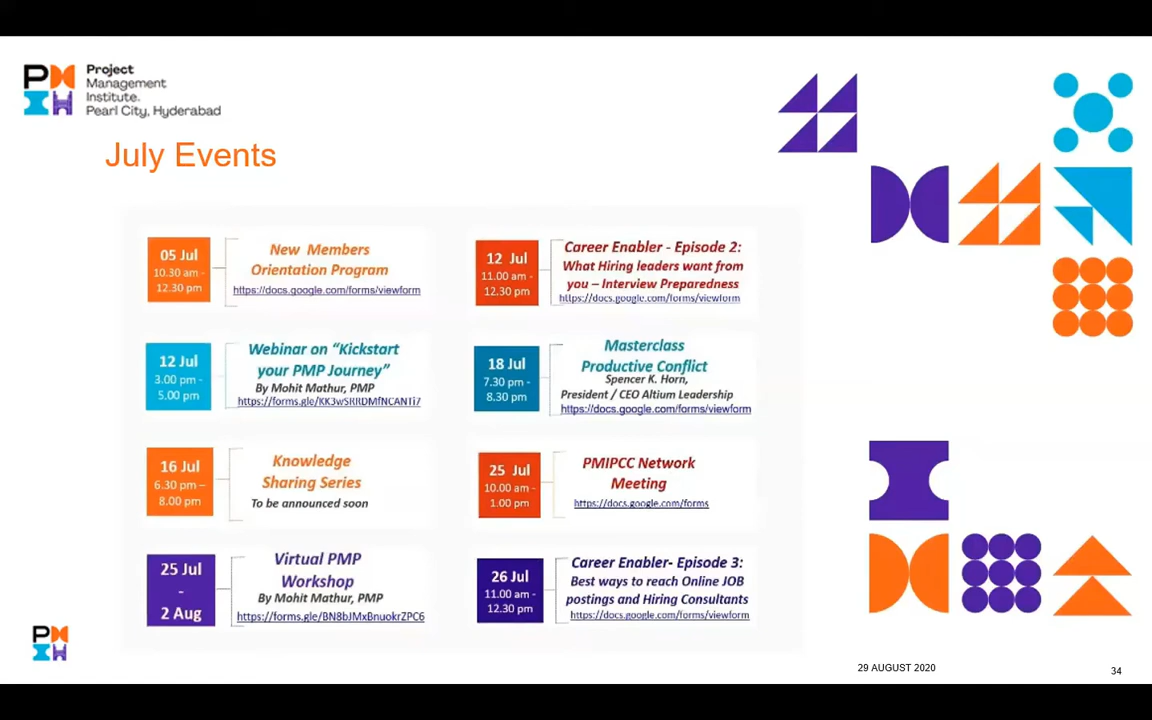 Project
Management
Institute.
Pearl City, Hyderabad
July Events
05 Jul
10.30 am -
12.30 pm
New Members
Orientation Program
https://docs.google.com/forms/viewform
12 Jul
11.00 am -
12.30 pm
Career Enabler - Episode 2:
What Hiring leaders want from
you – Interview Preparedness
https://docs.google.com/forms/viewform
12 Jul
3.00 pm -
5.00 pm
Webinar on “Kickstart
your PMP Journey”
By Mohit Mathur, PMP
https://forms.gle/KK3wSRRDMfNCANTi7
18 Jul
7.30 pm -
8.30 pm
Masterclass
Productive Conflict
Spencer K. Horn,
President / CEO Altium Leadership
https://docs.google.com/forms/viewform
16 Jul
6.30 pm –
8.00 pm
Knowledge
Sharing Series
To be announced soon
25 Jul
10.00 am -
1.00 pm
PMIPCC Network
Meeting
https://docs.google.com/forms
25 Jul
-
2 Aug
Virtual PMP
Workshop
By Mohit Mathur, PMP
https://forms.gle/BN8bJMxBnuokrZPC6
26 Jul
11.00 am -
12.30 pm
Career Enabler- Episode 3:
Best ways to reach Online JOB
postings and Hiring Consultants
https://docs.google.com/forms/viewform
29 AUGUST 2020
34